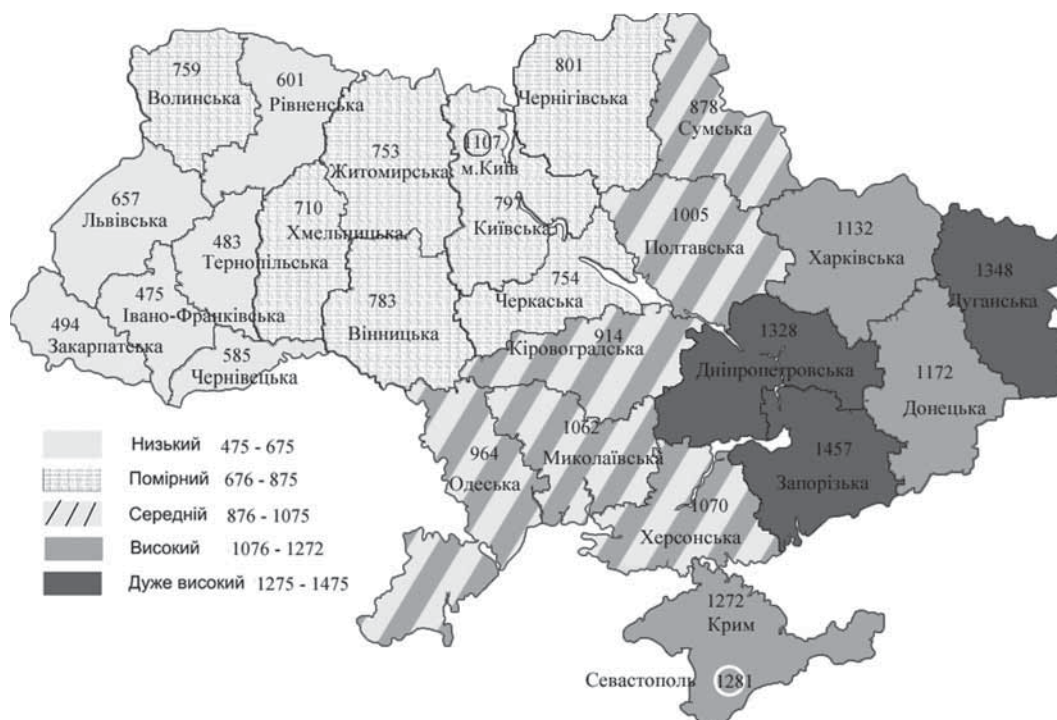 759
Волинська
601
Рівненська
753
Житомирська
1107
м.Київ
801
Чернігівська
878
Сумська
657
Львівська
483
Тернопільська
710
Хмельницька
797
Київська
1005
Полтавська
1132
Харківська
1348
Луганська
475
Івано-Франківська
494
Закарпатська
585
Чернівецька
783
Вінницька
754
Черкаська
914
Кіровоградська
1328
Дніпропетровська
1172
Донецька
964
Одеська
1062
Миколаївська
1070
Херсонська
1457
Запорізька
1272
Крим
Севастополь 1281
Низький 475 - 675
Помірний 676 - 875
Середній 876 - 1075
Високий 1076 - 1272
Дуже високий 1275 - 1475